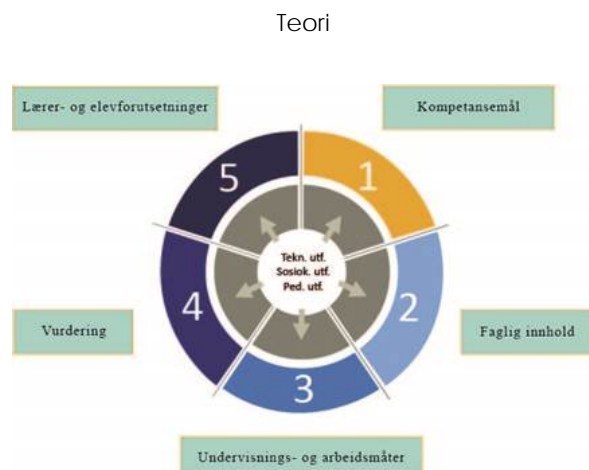 Teori
Lærer- og elevforutsetninger
Kompetansemål
5
1
Tekn. utf.
Sosiok. utf.
Ped. utf.
4
2
Vurdering
Faglig innhold
3
Undervisnings- og arbeidsmåter